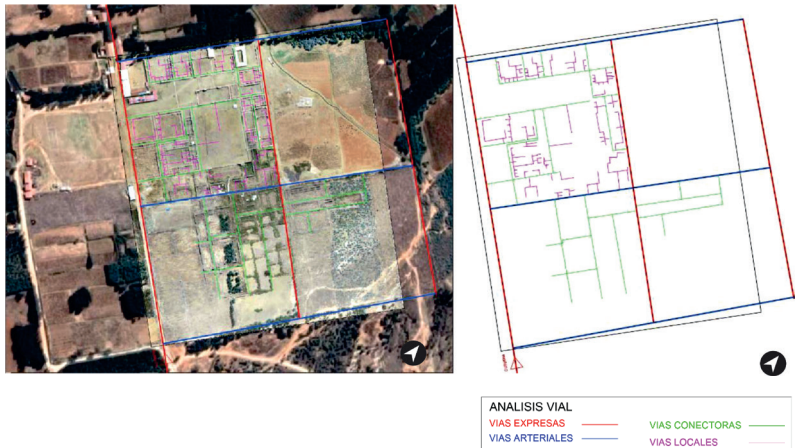 ANALISIS VIAL
VIAS EXPRESAS
VIAS CONECTORAS
VIAS ARTERIALES
VIAS LOCALES